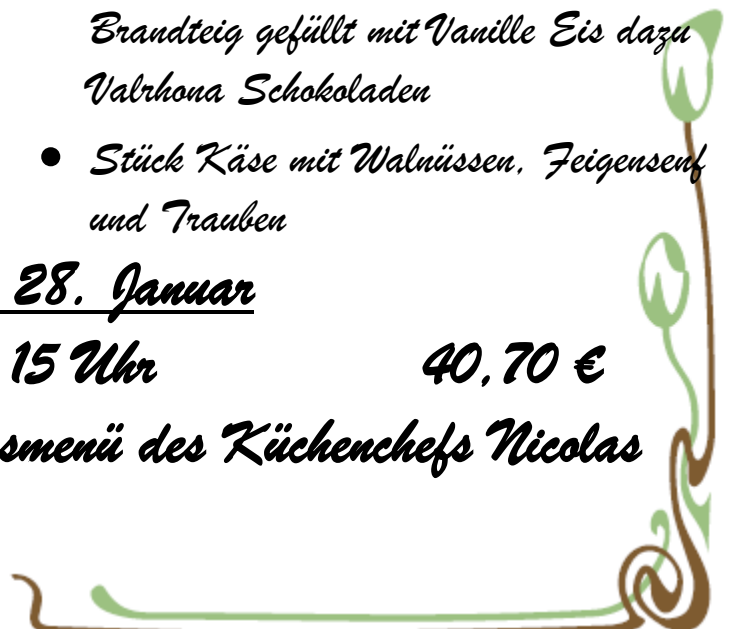 Brandteig gefüllt mit Vanille Eis dazu
Valrhona Schokoladen
• Stück Käse mit Walnüssen, Feigensenf
und Trauben
28. Januar
15 Uhr 40,70 €
smenü des Küchenchefs Nicolas